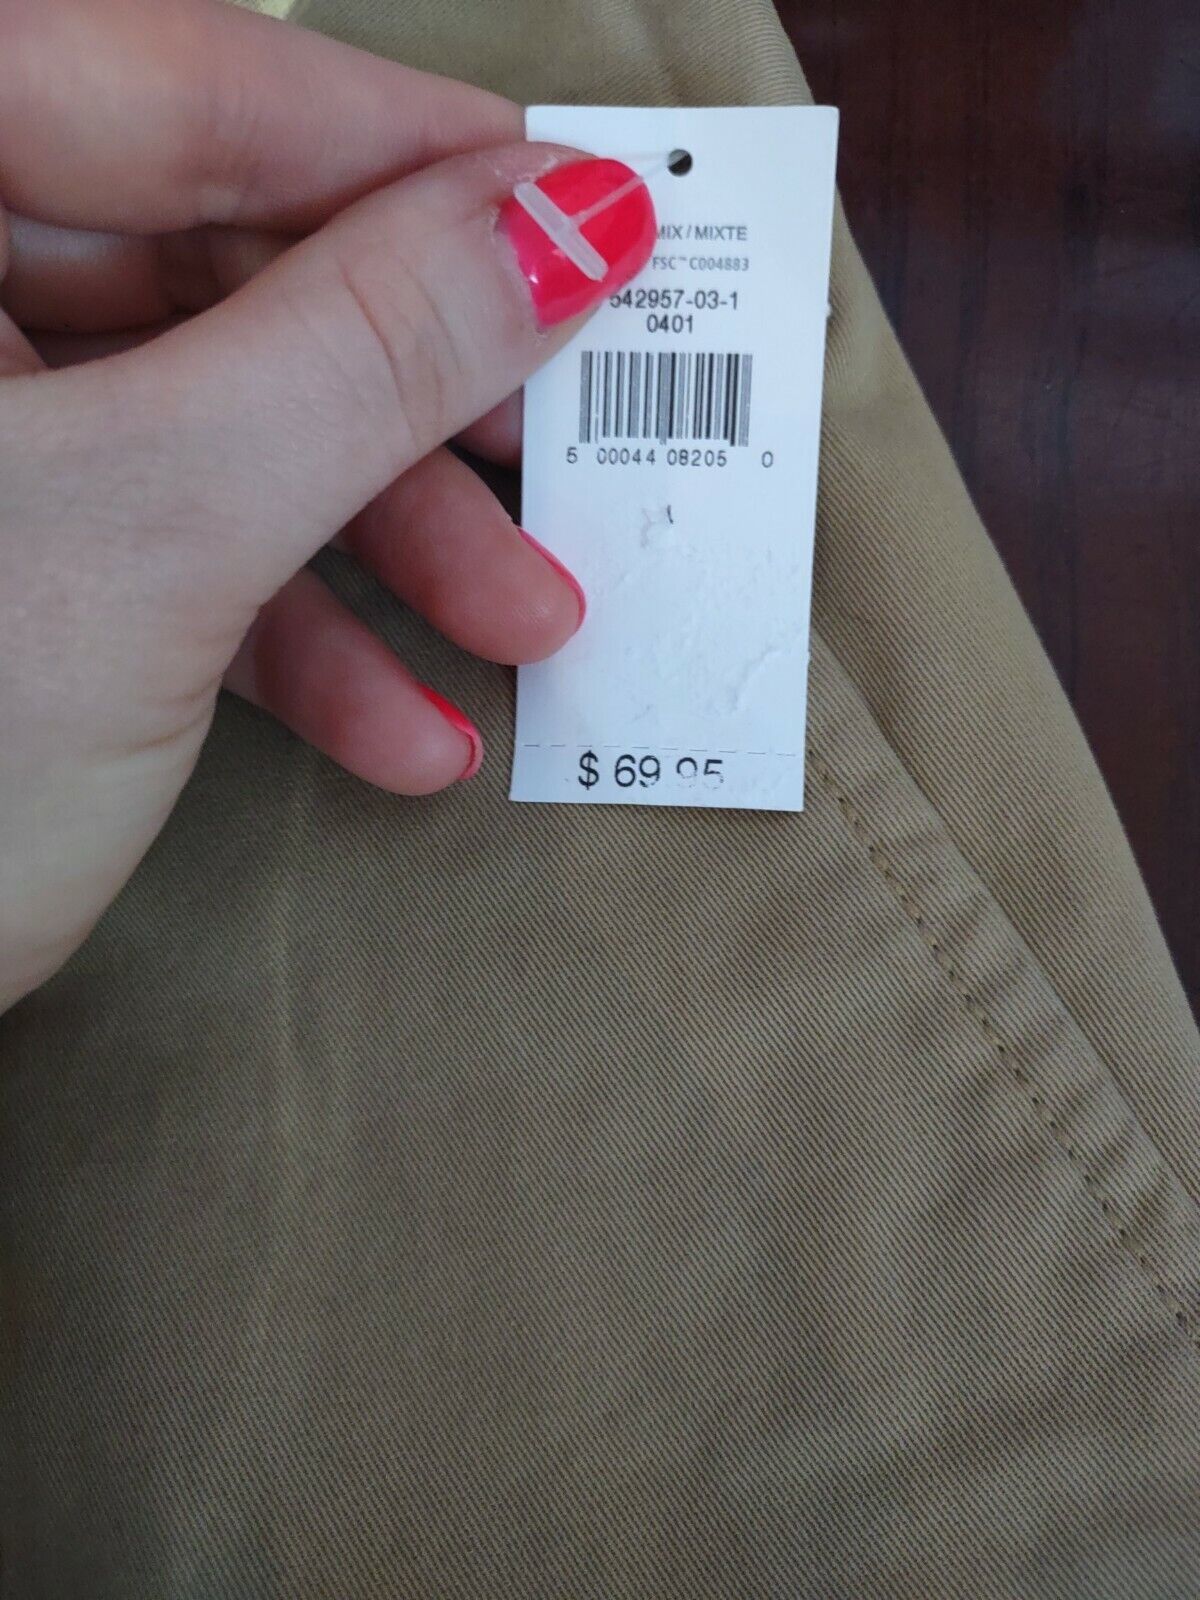 MIX / MIXTE
FSC™ C004883
542957-03-1
0401
5 00044 08205 0
$ 69.95